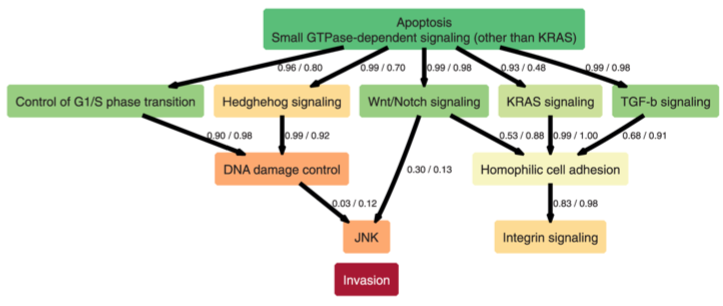 Apoptosis
Small GTPase-dependent signaling (other than KRAS)
0.96 / 0.80
0.99 / 0.70
0.99 / 0.98
0.93 / 0.48
0.99 / 0.98
Control of G1/S phase transition
Hedghehog signaling
Wnt/Notch signaling
KRAS signaling
TGF-b signaling
0.90 / 0.98
0.99 / 0.92
0.53 / 0.88
0.99 / 1.00
0.68 / 0.91
DNA damage control
0.30 / 0.13
Homophilic cell adhesion
0.03 / 0.12
0.83 / 0.98
JNK
Integrin signaling
Invasion